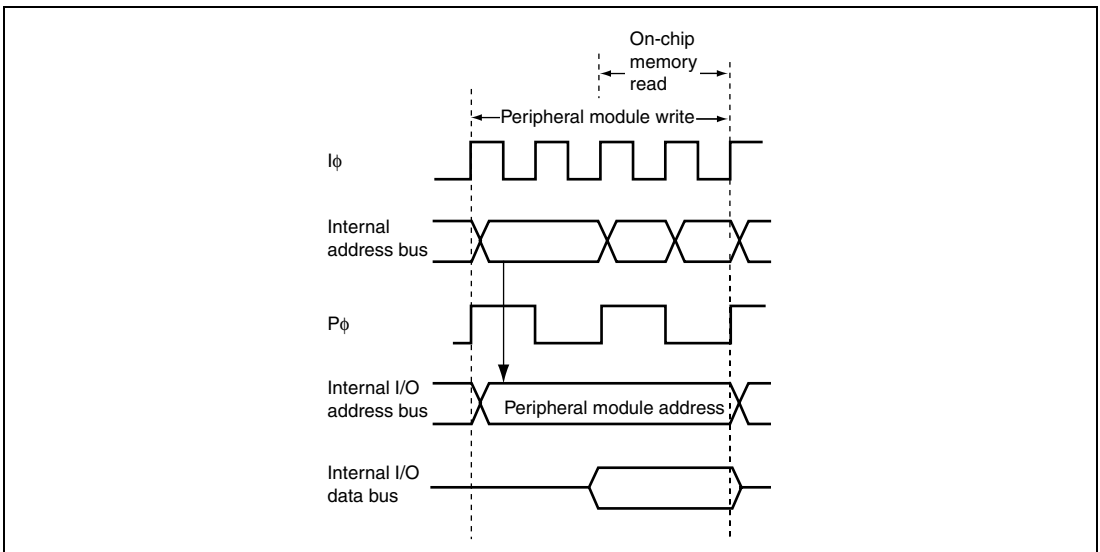 On-chip
memory
read
Peripheral module write
Iϕ
Internal
address bus
Pϕ
Internal I/O
address bus
Peripheral module address
Internal I/O
data bus